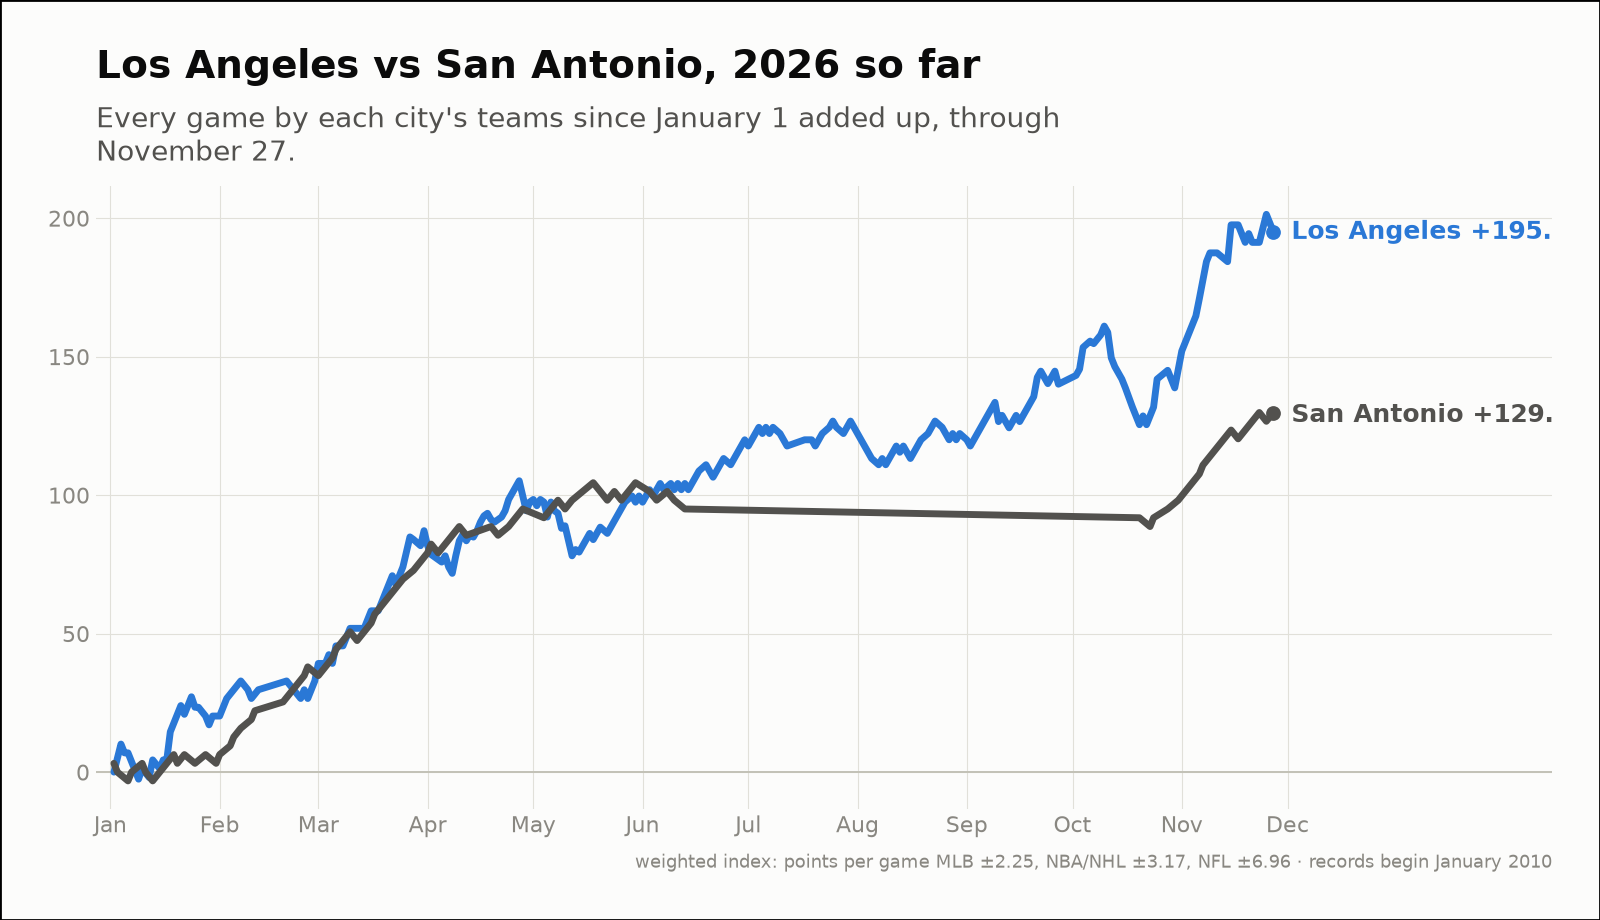 Los Angeles vs San Antonio, 2026 so far
Every game by each city's teams since January 1 added up, through
November 27.
200
150
100
50
0
Los Angeles +195.
San Antonio +129.
Jan Feb Mar Apr May Jun Jul Aug Sep Oct Nov Dec
weighted index: points per game MLB ±2.25, NBA/NHL ±3.17, NFL ±6.96 · records begin January 2010